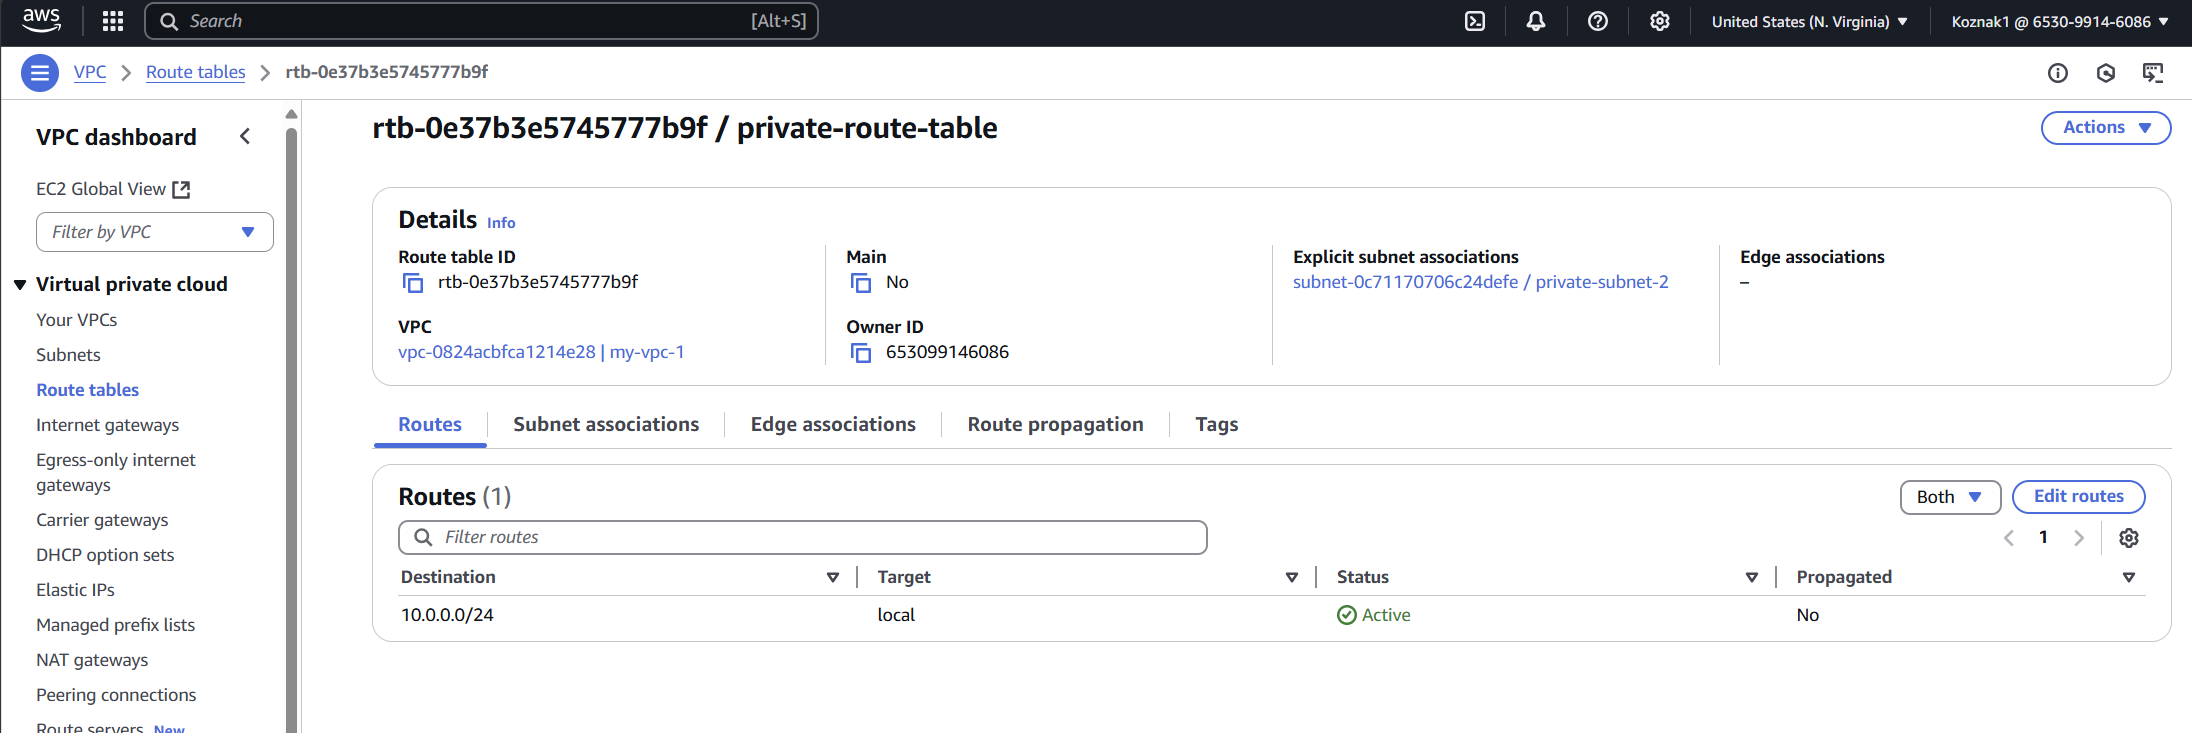 aws
Search [Alt+S]
United States (N. Virginia)
Koznak1 @ 6530-9914-6086
VPC
Route tables
rtb-0e37b3e5745777b9f
VPC dashboard
EC2 Global View
Filter by VPC
Virtual private cloud
Your VPCs
Subnets
Route tables
Internet gateways
Egress-only internet
gateways
Carrier gateways
DHCP option sets
Elastic IPs
Managed prefix lists
NAT gateways
Peering connections
Route servers New
rtb-0e37b3e5745777b9f / private-route-table
Actions
Details Info
Route table ID
rtb-0e37b3e5745777b9f
Main
No
Explicit subnet associations
subnet-0c71170706c24defe / private-subnet-2
Edge associations
–
VPC
vpc-0824acbfca1214e28 | my-vpc-1
Owner ID
653099146086
Routes
Subnet associations
Edge associations
Route propagation
Tags
Routes (1)
Both
Edit routes
Filter routes
1
Destination Target Status Propagated
10.0.0.0/24 local Active No